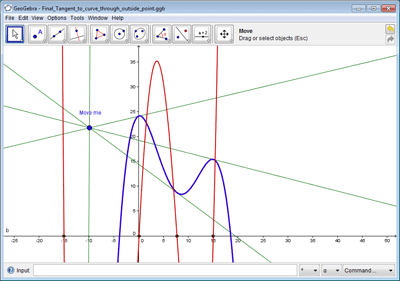 GeoGebra - Final_Tangent_to_curve_through_outside_point.ggb
File Edit View Options Tools Window Help
A
a=2
Move
Drag or select objects (Esc)
Move me
35
30
25
20
15
10
5
0
b
-25 -20 -15 -10 -5 0 5 10 15 20 25 30 35 40 45 50
Input
° α Command ...